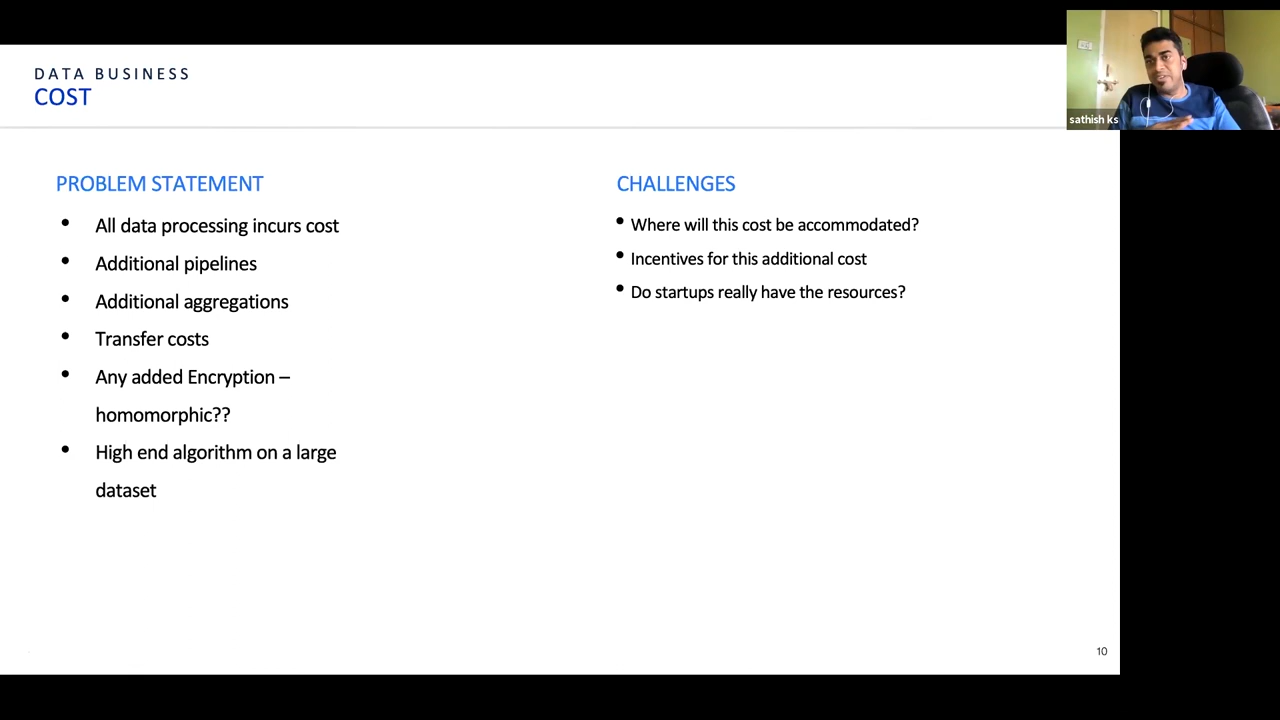 DATA BUSINESS
COST
sathish ks
PROBLEM STATEMENT
• All data processing incurs cost
• Additional pipelines
• Additional aggregations
• Transfer costs
• Any added Encryption –
homomorphic??
• High end algorithm on a large
dataset
CHALLENGES
• Where will this cost be accommodated?
• Incentives for this additional cost
• Do startups really have the resources?
10